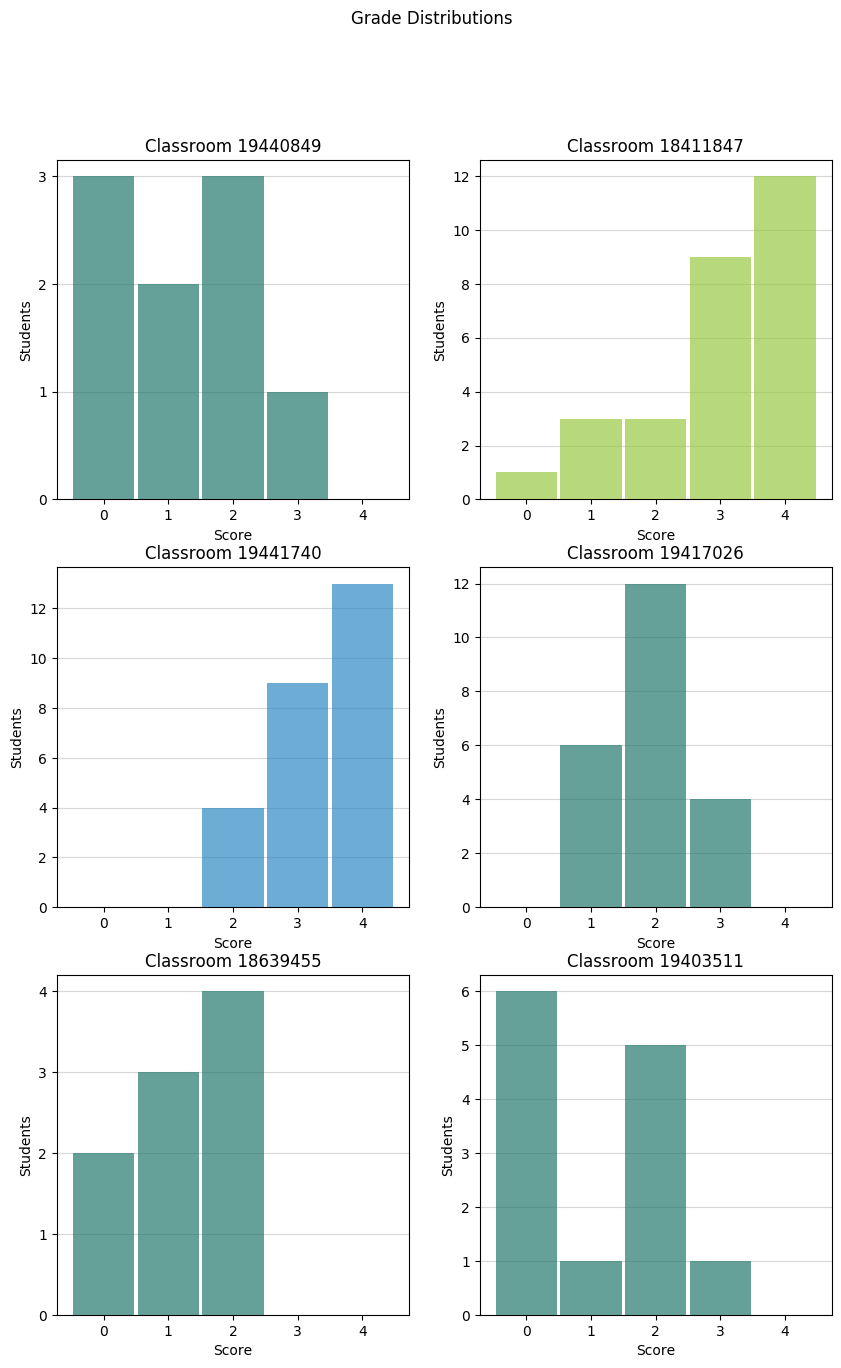 Grade Distributions
Classroom 19440849
3
2
1
0
Students
0 1 2 3 4
Score
Classroom 18411847
12
10
8
6
4
2
0
Students
0 1 2 3 4
Score
Classroom 19441740
12
10
8
6
4
2
0
Students
0 1 2 3 4
Score
Classroom 19417026
12
10
8
6
4
2
0
Students
0 1 2 3 4
Score
Classroom 18639455
4
3
2
1
0
Students
0 1 2 3 4
Score
Classroom 19403511
6
5
4
3
2
1
0
Students
0 1 2 3 4
Score